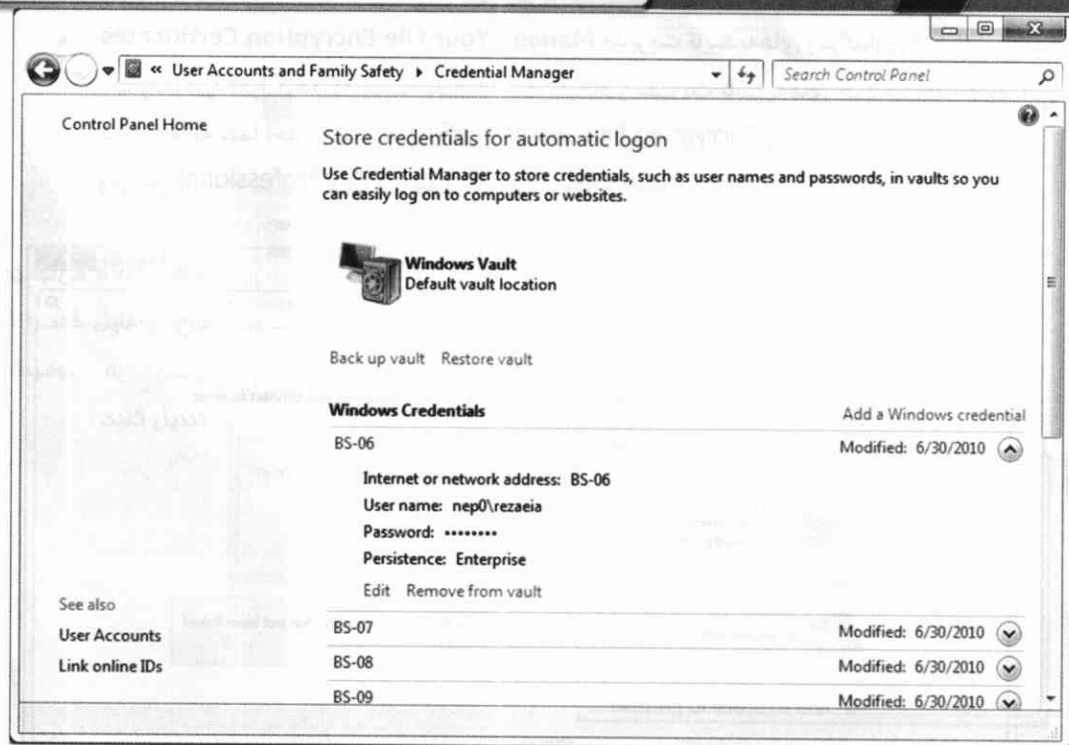 « User Accounts and Family Safety ▸ Credential Manager
Search Control Panel
Control Panel Home
Store credentials for automatic logon
Use Credential Manager to store credentials, such as user names and passwords, in vaults so you
can easily log on to computers or websites.
Windows Vault
Default vault location
Back up vault Restore vault
Windows Credentials
Add a Windows credential
BS-06
Modified: 6/30/2010
Internet or network address: BS-06
User name: nep0\rezaeia
Password: ••••••••
Persistence: Enterprise
Edit Remove from vault
See also
User Accounts
Link online IDs
BS-07
Modified: 6/30/2010
BS-08
Modified: 6/30/2010
BS-09
Modified: 6/30/2010